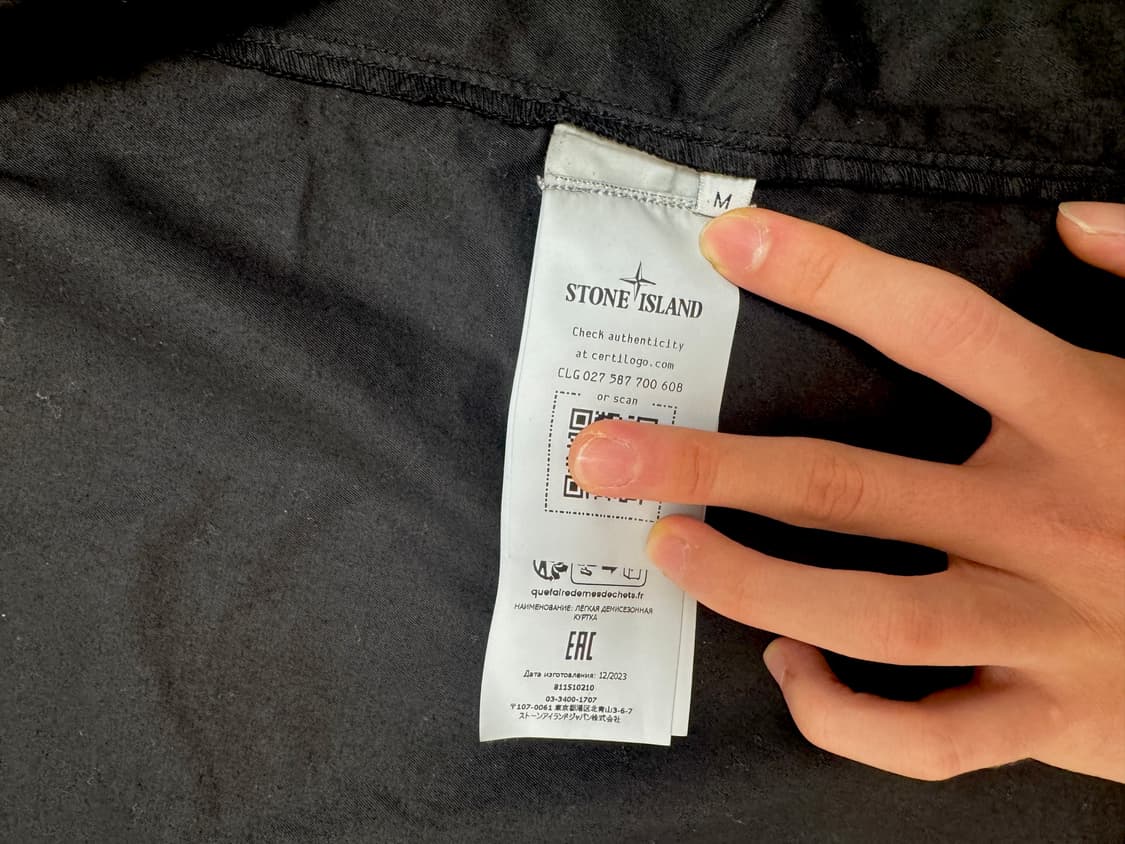 M
STONE ISLAND
Check authenticity
at certilogo.com
CLG 027 587 700 608
or scan
quefairedemesdechets.fr
НАИМЕНОВАНИЕ: ЛЁГКАЯ ДЕМИСЕЗОННАЯ
КУРТКА
EAC
Дата изготовления: 12/2023
811510210
03-3400-1707
〒107-0061 東京都港区北青山3-6-7
ストーンアイランドジャパン株式会社